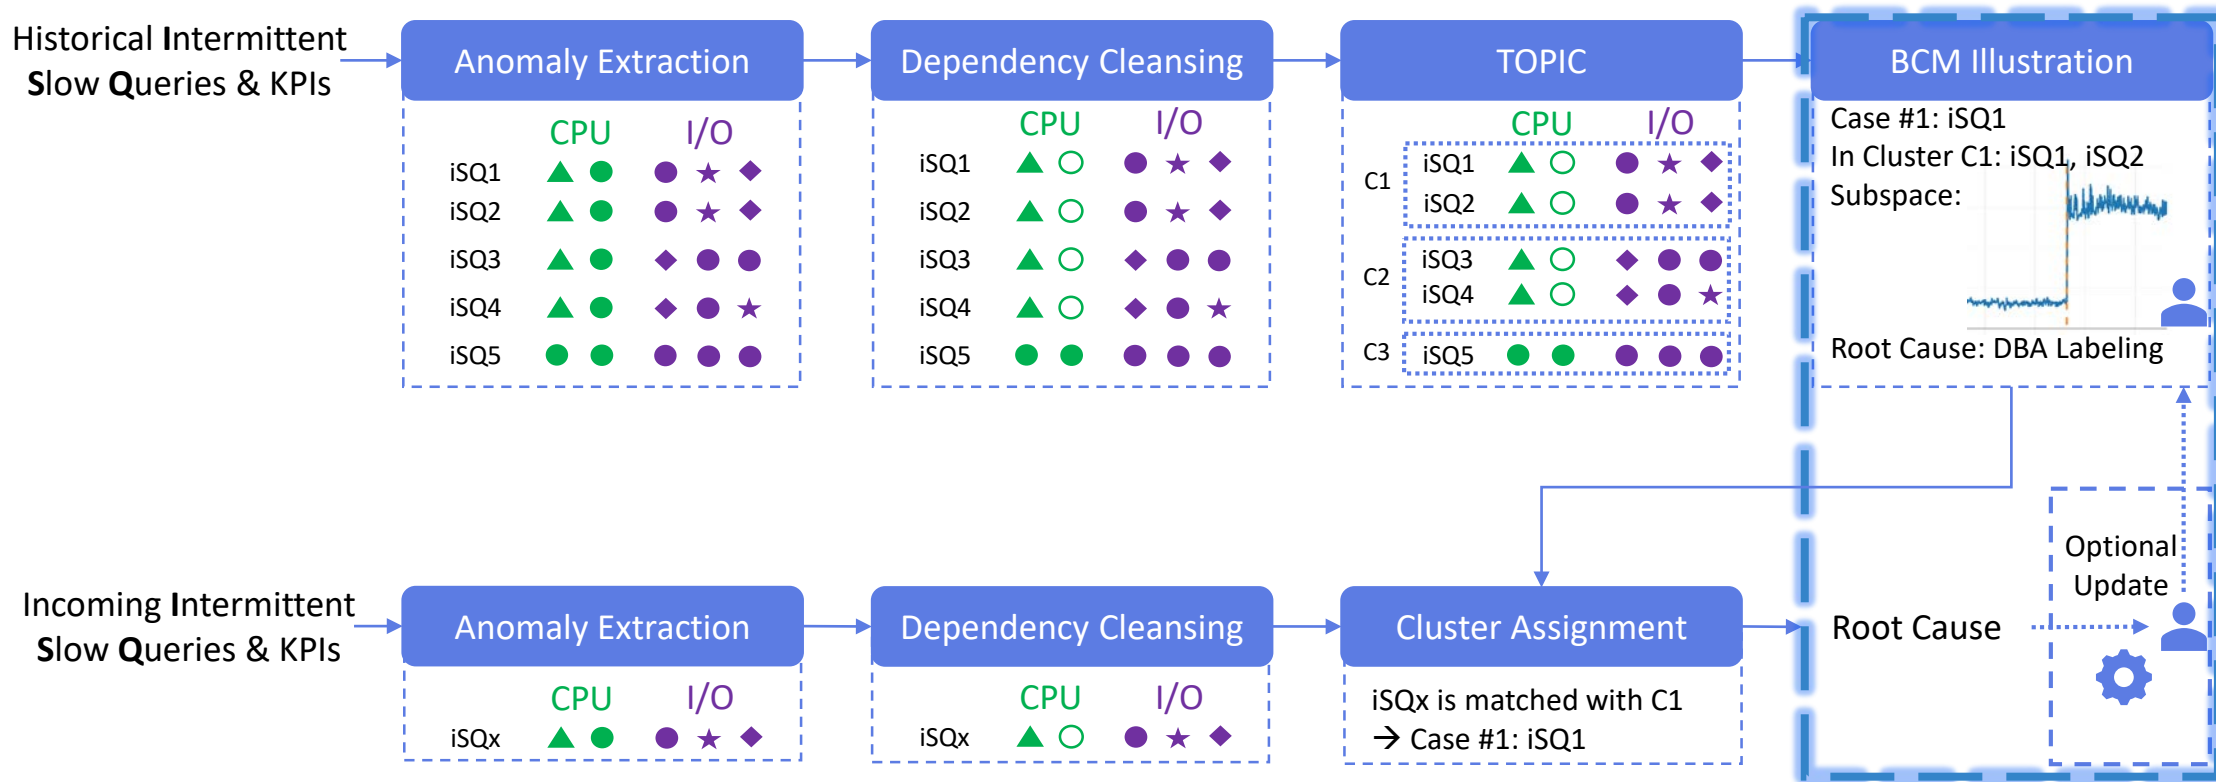 Historical Intermittent
Slow Queries & KPIs
Anomaly Extraction
CPU I/O
iSQ1
iSQ2
iSQ3
iSQ4
iSQ5
Dependency Cleansing
CPU I/O
iSQ1
iSQ2
iSQ3
iSQ4
iSQ5
TOPIC
CPU I/O
C1
iSQ1
iSQ2
C2
iSQ3
iSQ4
C3
iSQ5
BCM Illustration
Case #1: iSQ1
In Cluster C1: iSQ1, iSQ2
Subspace:
Root Cause: DBA Labeling
Incoming Intermittent
Slow Queries & KPIs
Anomaly Extraction
CPU I/O
iSQx
Dependency Cleansing
CPU I/O
iSQx
Cluster Assignment
iSQx is matched with C1
→ Case #1: iSQ1
Root Cause
Optional
Update